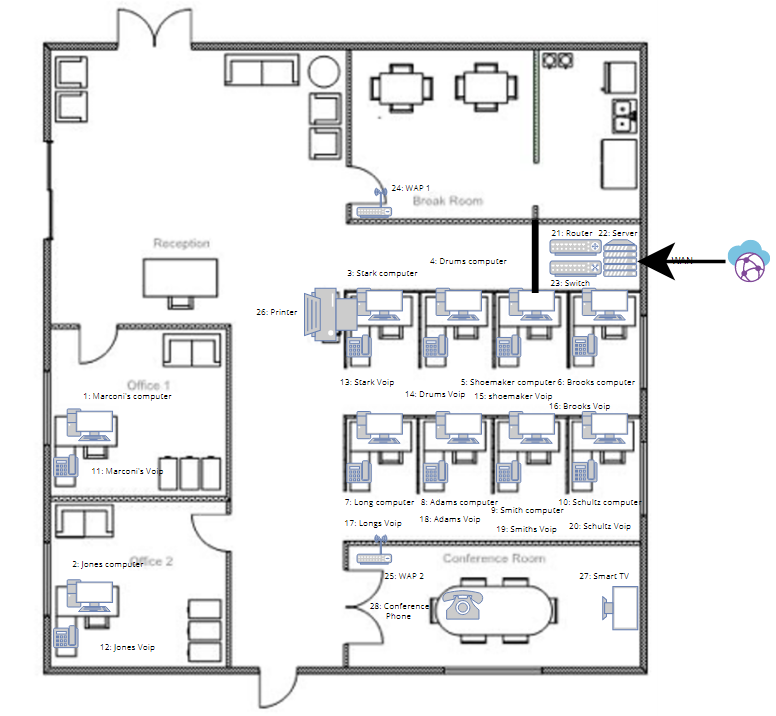 24: WAP 1
Break Room
21: Router
22: Server
Reception
4: Drums computer
WAN
3: Stark computer
23: Switch
26: Printer
13: Stark Voip
5: Shoemaker computer
6: Brooks computer
Office 1
14: Drums Voip
15: shoemaker Voip
1: Marconi's computer
16: Brooks Voip
11: Marconi's Voip
7: Long computer
8: Adams computer
10: Schultz computer
9: Smith computer
17: Longs Voip
18: Adams Voip
20: Schultz Voip
19: Smiths Voip
Conference Room
2: Jones computer
Office 2
25: WAP 2
27: Smart TV
28: Conference
Phone
12: Jones Voip